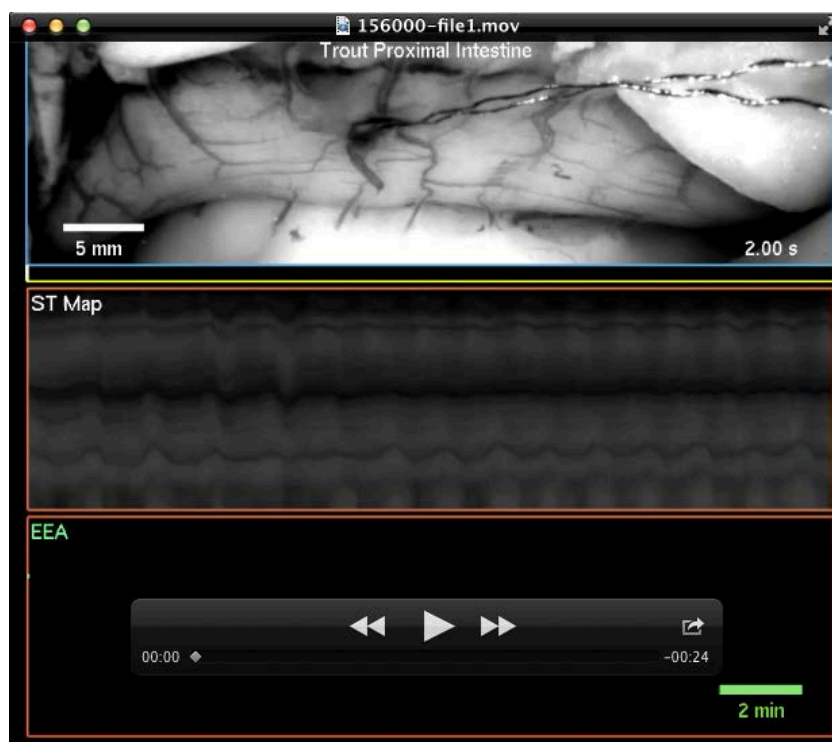 156000-file1.mov
Trout Proximal Intestine
5 mm
2.00 s
ST Map
EEA
00:00
-00:24
2 min